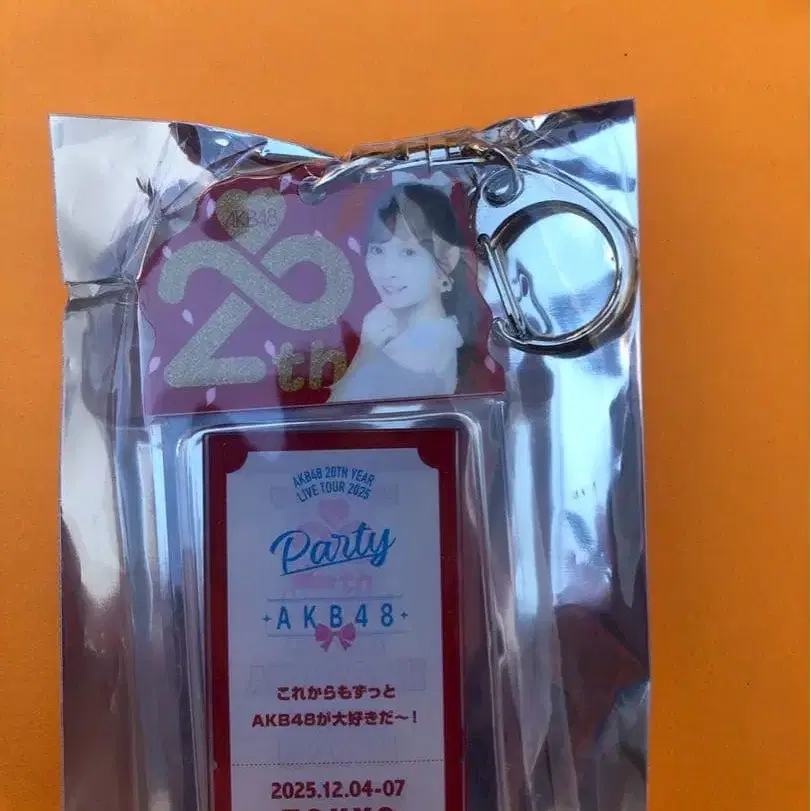 AKB48
20th
AKB48 20TH YEAR
LIVE TOUR 2025
Party
AKB48
これからもずっと
AKB48が大好きだ〜!
2025.12.04-07